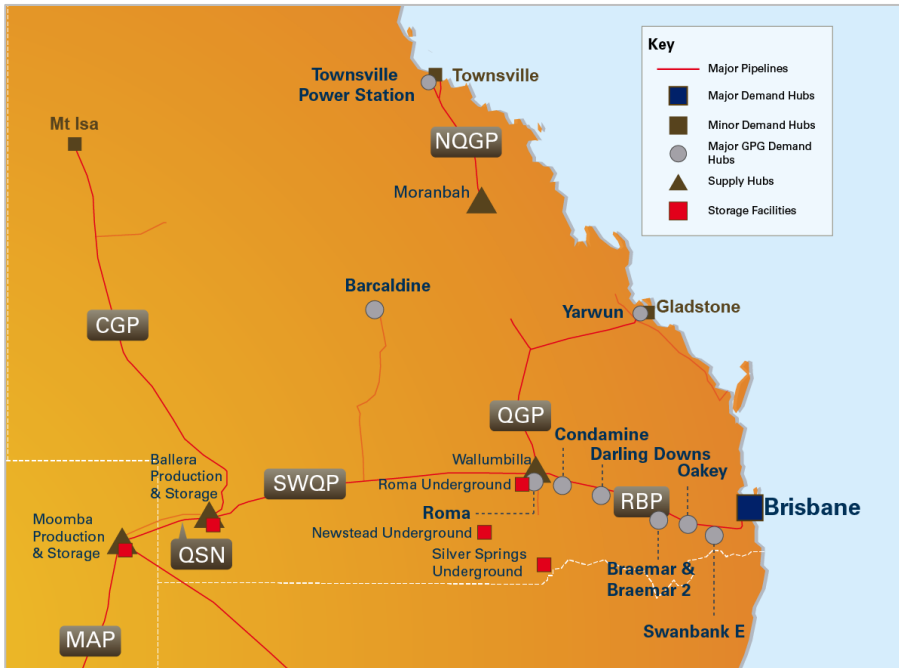 Key
Major Pipelines
Major Demand Hubs
Minor Demand Hubs
Major GPG Demand
Hubs
Supply Hubs
Storage Facilities
Townsville
Power Station
Townsville
Mt Isa
NQGP
Moranbah
Barcaldine
Yarwun
Gladstone
CGP
QGP
Condamine
Darling Downs
Oakey
Wallumbilla
Ballera
Production
& Storage
SWQP
Roma Underground
RBP
Brisbane
Roma
Moomba
Production
& Storage
QSN
Newstead Underground
Silver Springs
Underground
Braemar &
Braemar 2
Swanbank E
MAP